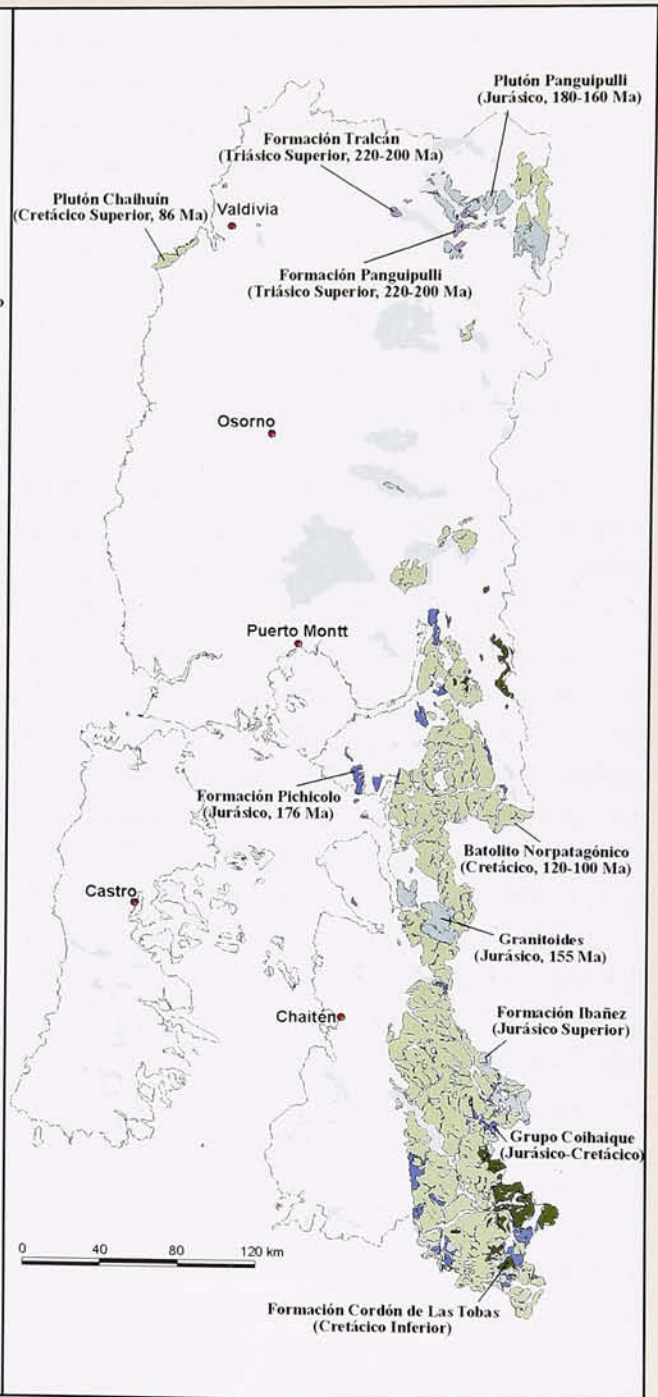 Plutón Panguipulli
(Jurásico, 180-160 Ma)
Formación Tralcán
(Triásico Superior, 220-200 Ma)
Plutón Chaihuín
(Cretácico Superior, 86 Ma)
Valdivia
Formación Panguipulli
(Triásico Superior, 220-200 Ma)
Osorno
Puerto Montt
Formación Pichicolo
(Jurásico, 176 Ma)
Batolito Norpatagónico
(Cretácico, 120-100 Ma)
Castro
Granitoides
(Jurásico, 155 Ma)
Formación Ibañez
(Jurásico Superior)
Chaitén
Grupo Coihaique
(Jurásico-Cretácico)
0 40 80 120 km
Formación Cordón de Las Tobas
(Cretácico Inferior)